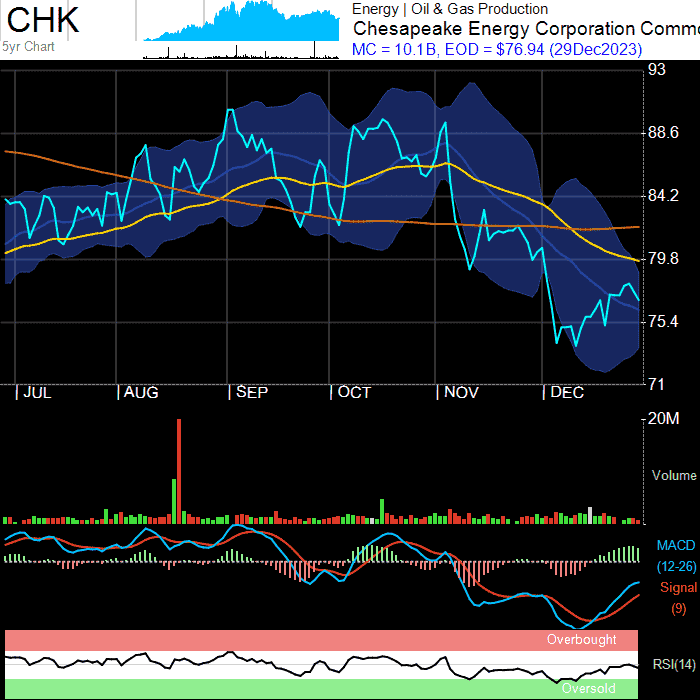 CHK
5yr Chart
Energy | Oil & Gas Production
Chesapeake Energy Corporation Commo
MC = 10.1B, EOD = $76.94 (29Dec2023)
93
88.6
84.2
79.8
75.4
71
JUL AUG SEP OCT NOV DEC
20M
Volume
MACD
(12-26)
Signal
(9)
Overbought
RSI(14)
Oversold